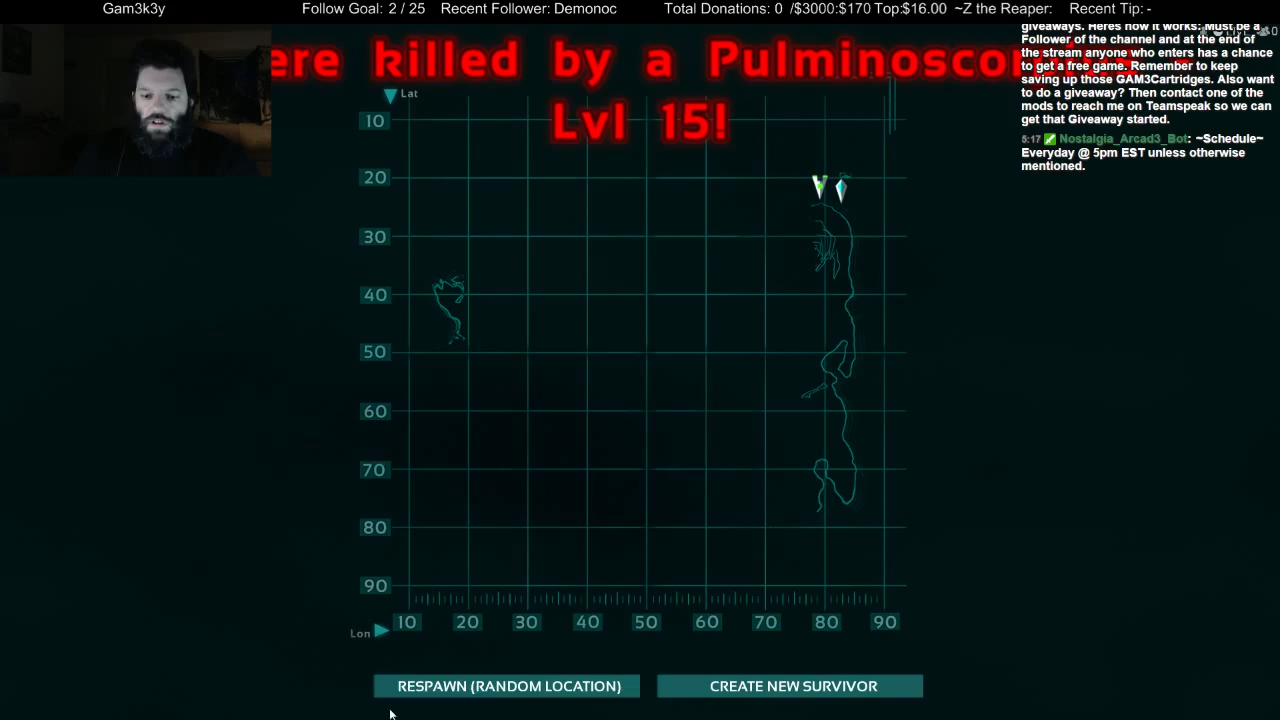 Gam3k3y Follow Goal: 2 / 25 Recent Follower: Demonoc Total Donations: 0 /$3000:$170 Top:$16.00 ~Z the Reaper: Recent Tip: -
giveaways. Heres how it works: Must be a
Follower of the channel and at the end of
the stream anyone who enters has a chance
to get a free game. Remember to keep
saving up those GAM3Cartridges. Also want
to do a giveaway? Then contact one of the
mods to reach me on Teamspeak so we can
get that Giveaway started.
5:17 Nostalgia_Arcad3_Bot: ~Schedule~
Everyday @ 5pm EST unless otherwise
mentioned.
ere killed by a
Lvl 15!
Lat
10
20
30
40
50
60
70
80
90
10 20 30 40 50 60 70 80 90
Lon
RESPAWN (RANDOM LOCATION) CREATE NEW SURVIVOR